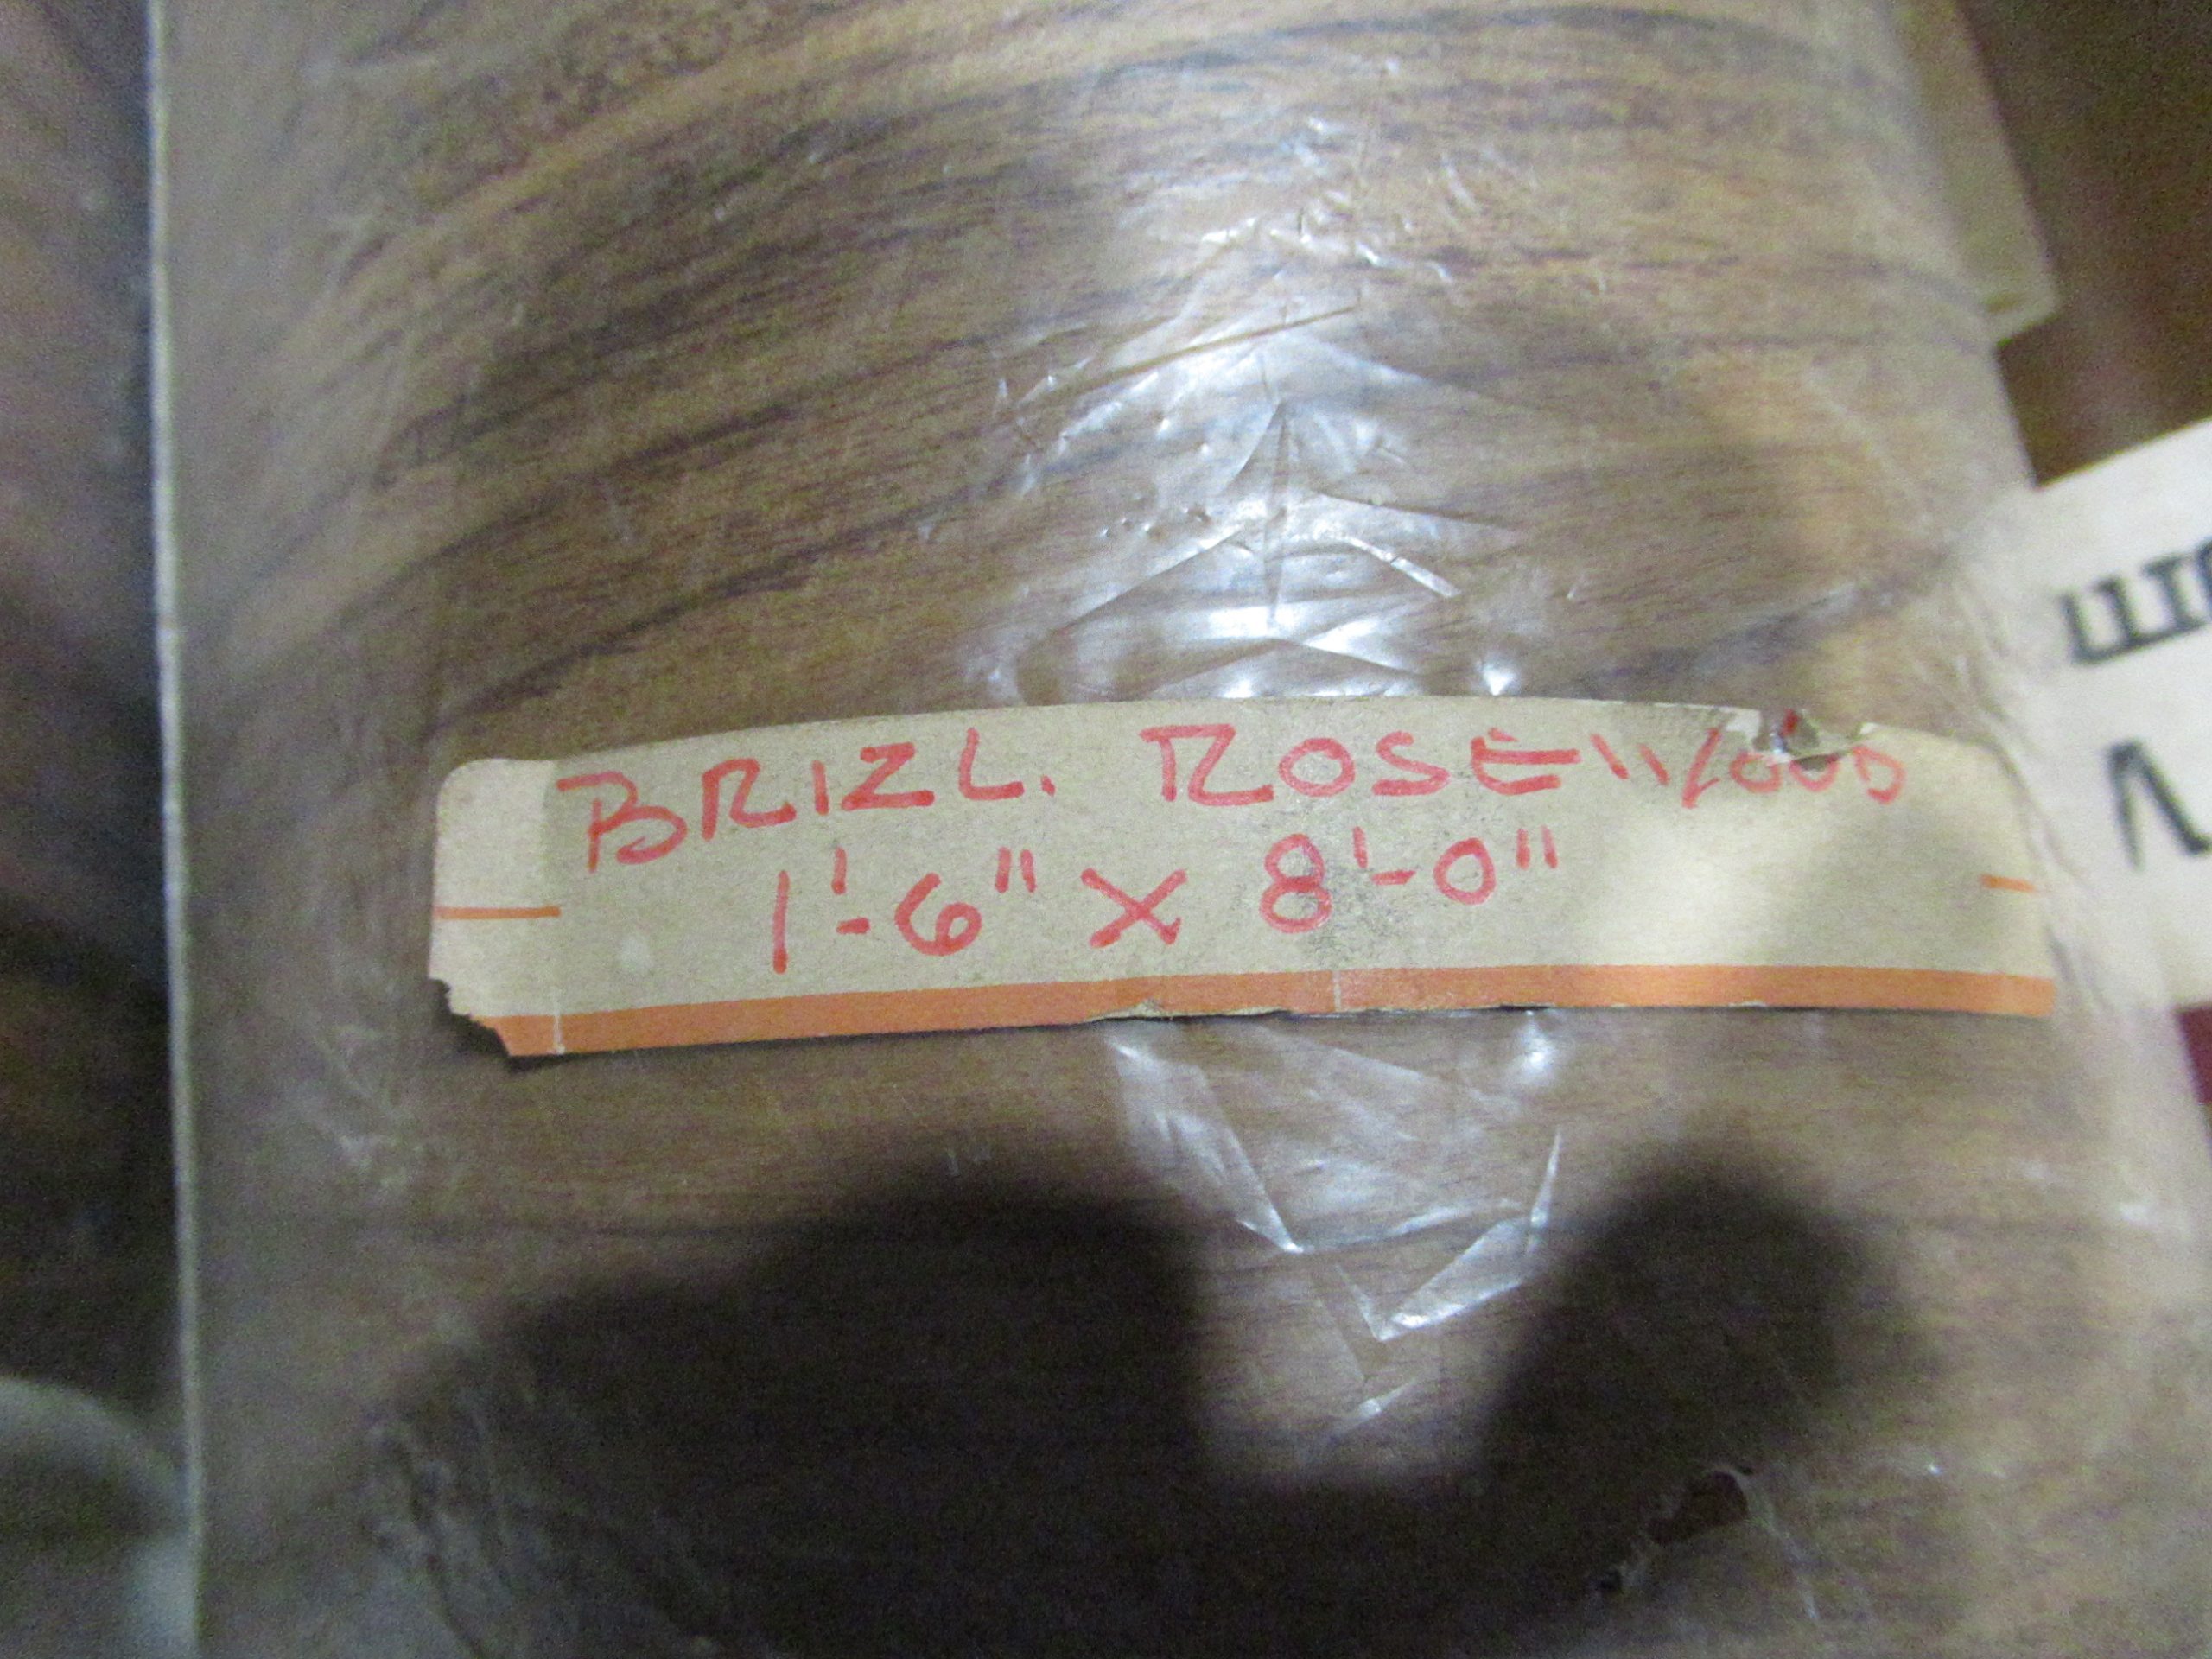 BRIZL. ROSEWOOD
1'-6" X 8'-0"